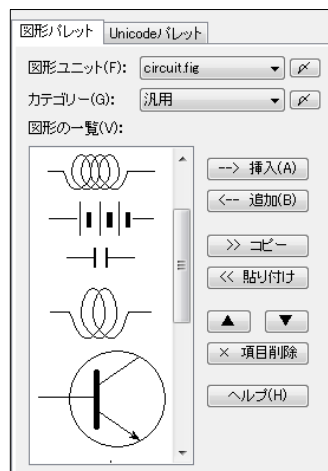 図形パレット Unicodeパレット
図形ユニット(F): circuit.fig
カテゴリー(G): 汎用
図形の一覧(V):
--> 挿入(A)
<-- 追加(B)
>> コピー
<< 貼り付け
▲ ▼
× 項目削除
ヘルプ(H)